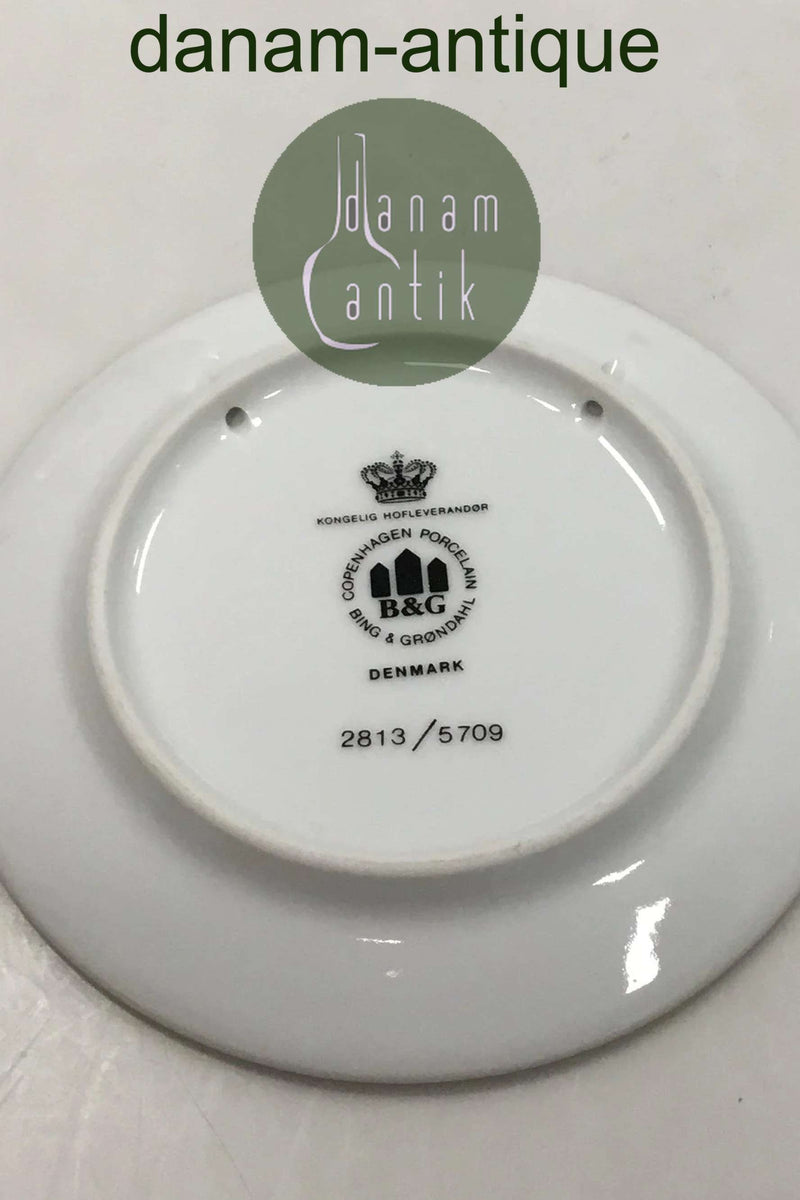 danam-antique
danam
antik
KONGELIG HOFLEVERANDØR
COPENHAGEN PORCELAIN
B&G
BING & GRØNDAHL
DENMARK
2813/5709